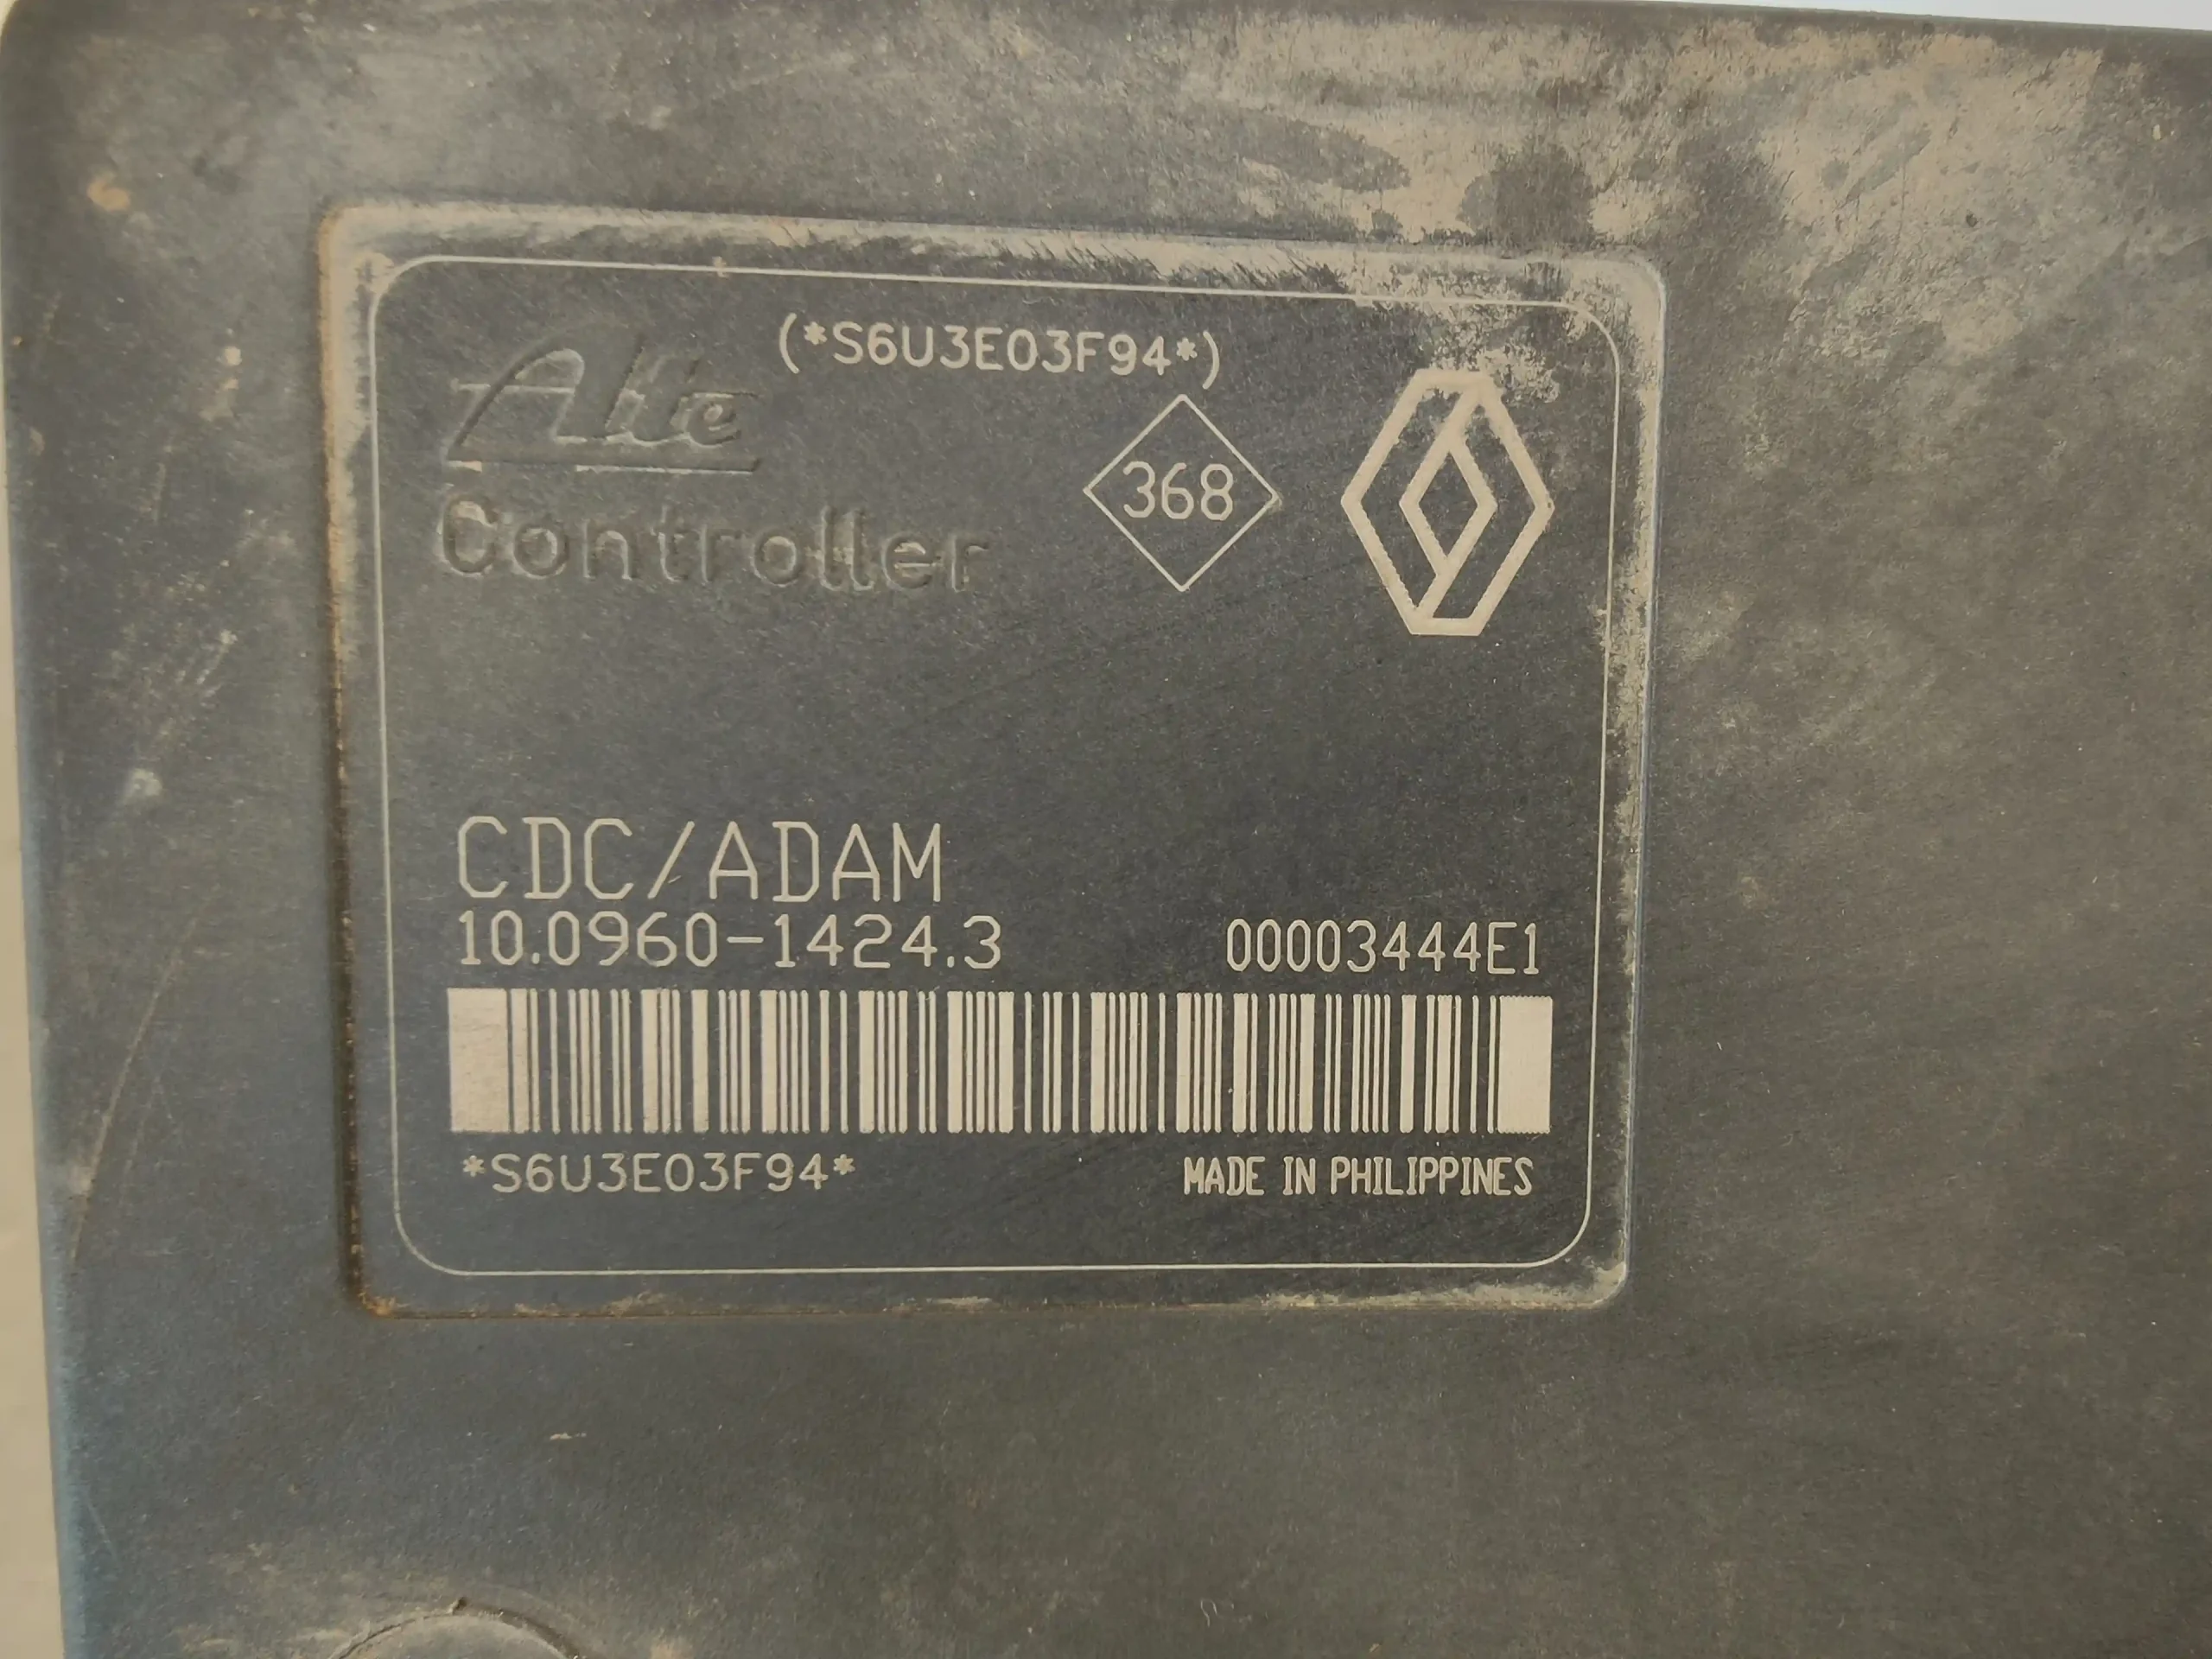 (*S6U3E03F94*)
Ate
368
Controller
CDC/ADAM
10.0960-1424.3 00003444E1
*S6U3E03F94* MADE IN PHILIPPINES